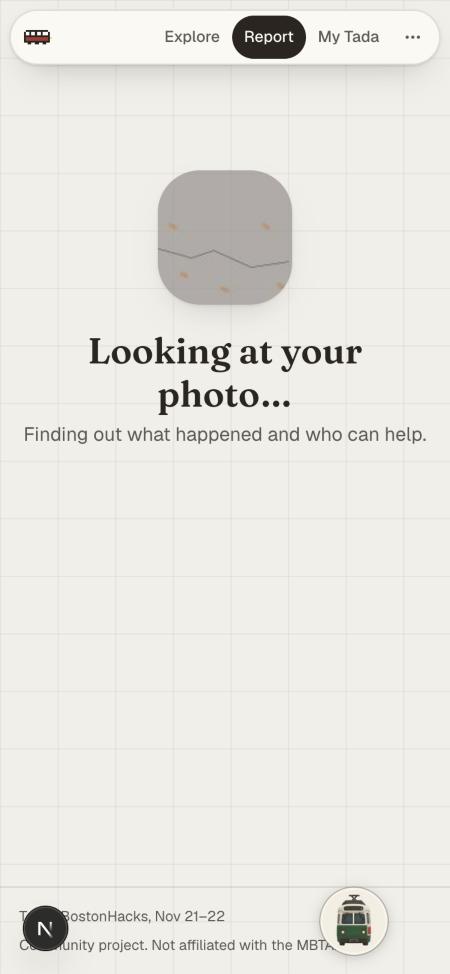 Explore Report My Tada
Looking at your
photo...
Finding out what happened and who can help.
BostonHacks, Nov 21–22
project. Not affiliated with the MBTA
N